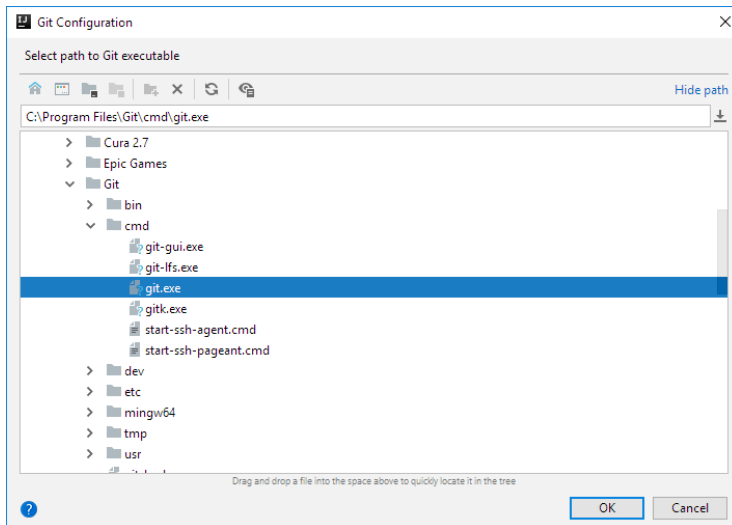 Git Configuration
Select path to Git executable
Hide path
C:\Program Files\Git\cmd\git.exe
Cura 2.7
Epic Games
Git
bin
cmd
git-gui.exe
git-lfs.exe
git.exe
gitk.exe
start-ssh-agent.cmd
start-ssh-pageant.cmd
dev
etc
mingw64
tmp
usr
Drag and drop a file into the space above to quickly locate it in the tree
?
OK Cancel